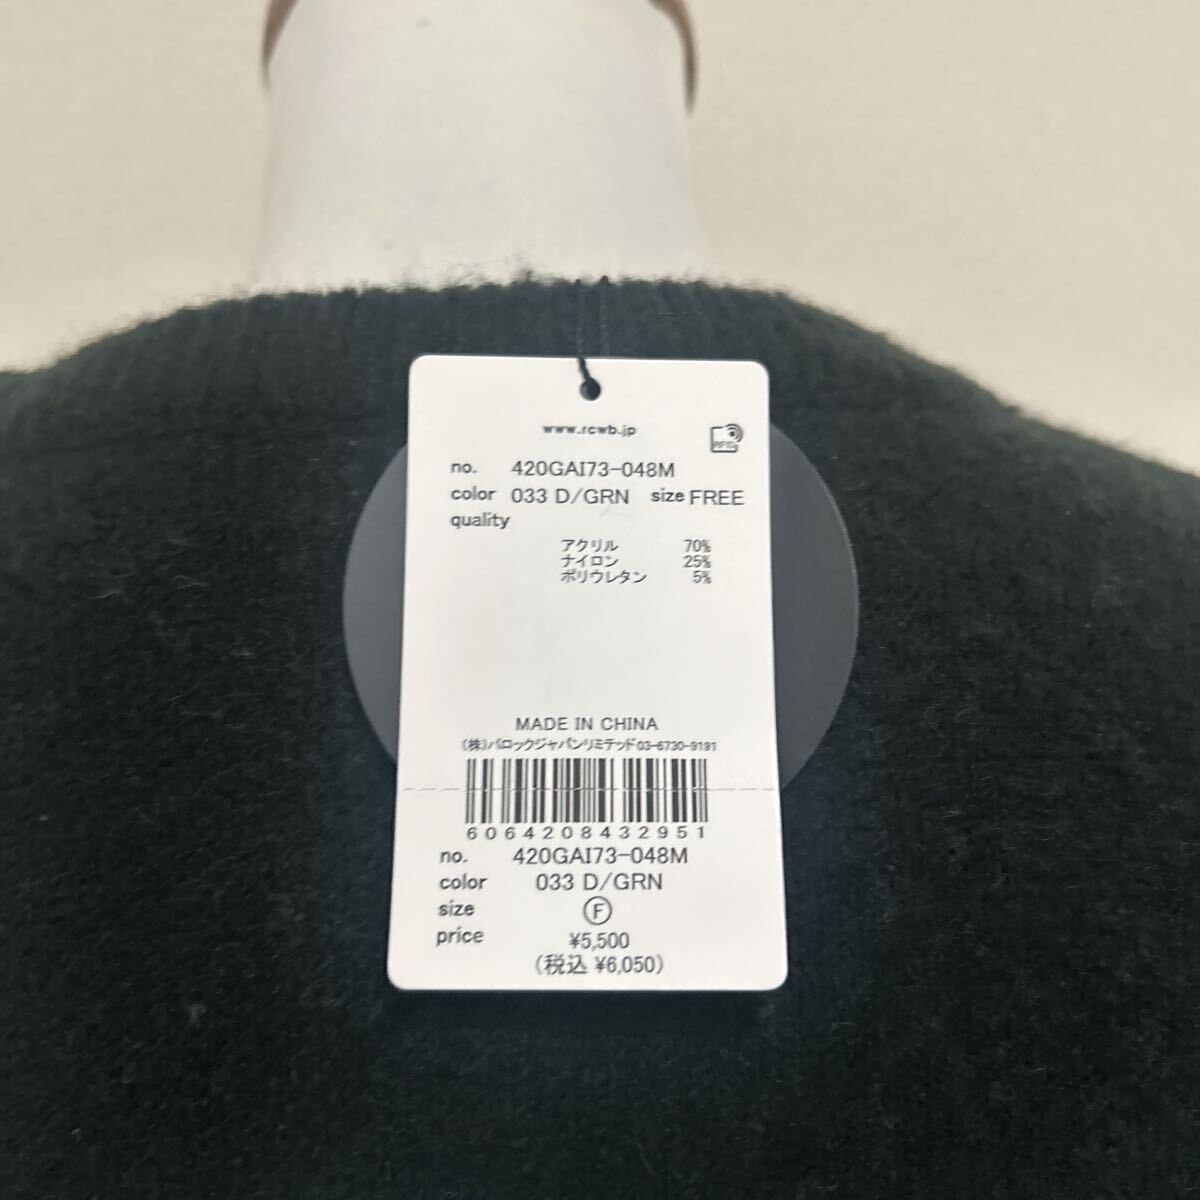 www.rcwb.jp
RFID
no. 420GAI73-048M
color 033 D/GRN size FREE
quality
アクリル 70%
ナイロン 25%
ポリウレタン 5%
MADE IN CHINA
(株)バロックジャパンリミテッド03-6730-9191
6064208432951
no. 420GAI73-048M
color 033 D/GRN
size F
price ¥5,500
(税込 ¥6,050)